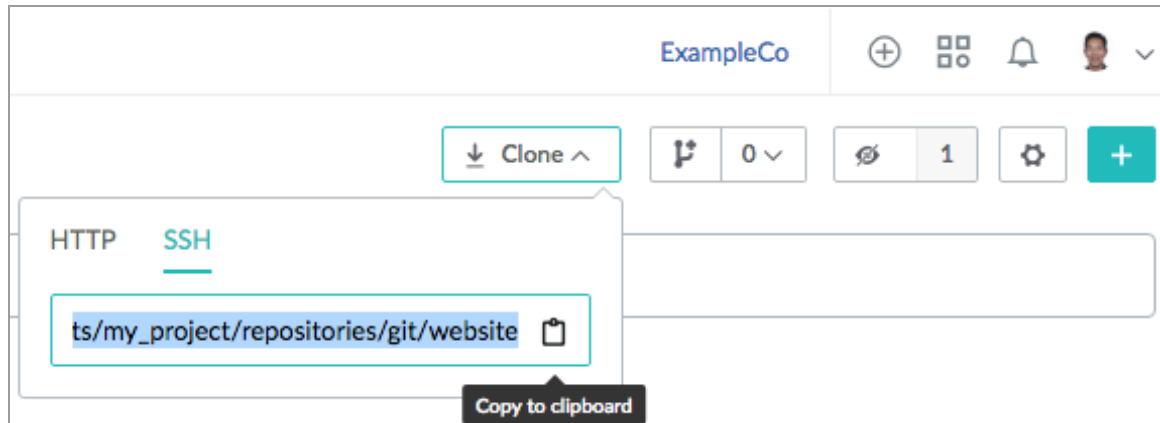 ExampleCo
Clone
0
1
HTTP SSH
ts/my_project/repositories/git/website
Copy to clipboard